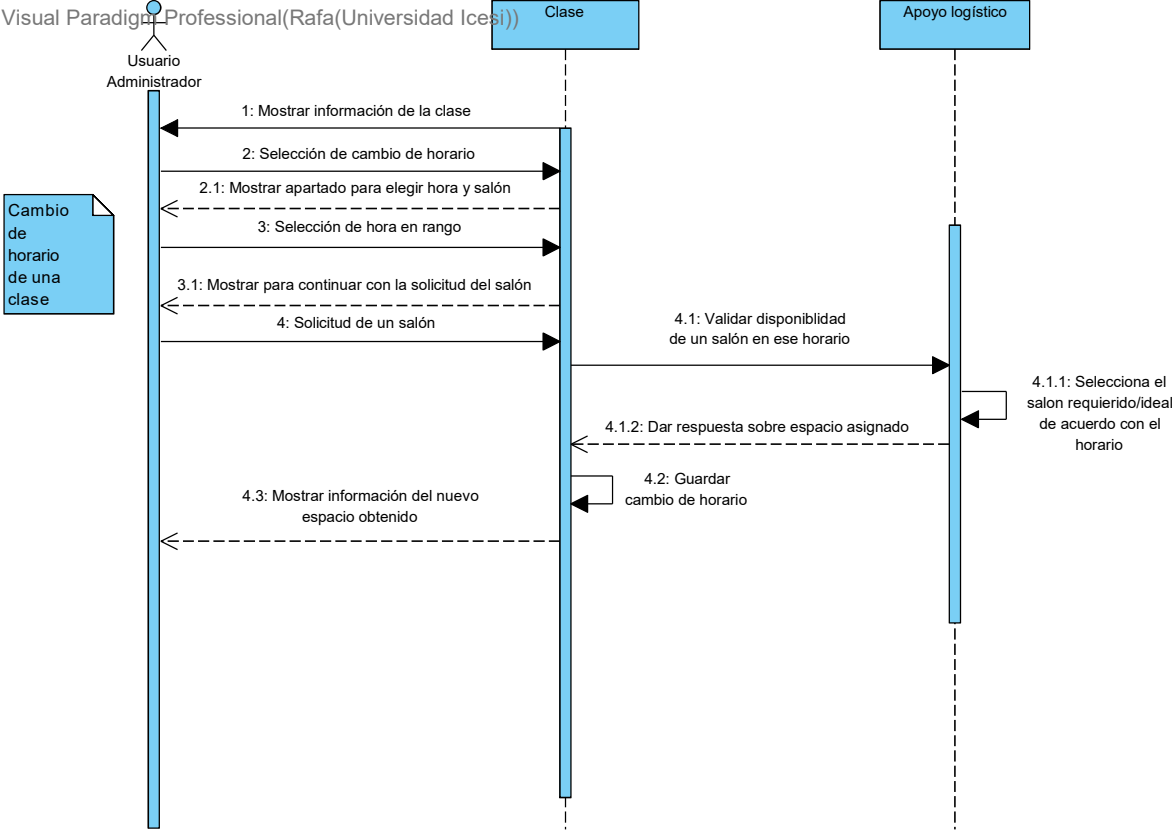 Visual Paradigm Professional(Rafa(Universidad Icesi))
Clase
Apoyo logístico
Usuario
Administrador
1: Mostrar información de la clase
2: Selección de cambio de horario
2.1: Mostrar apartado para elegir hora y salón
Cambio
de
horario
de una
clase
3: Selección de hora en rango
3.1: Mostrar para continuar con la solicitud del salón
4: Solicitud de un salón
4.1: Validar disponiblidad
de un salón en ese horario
4.1.1: Selecciona el
salon requierido/ideal
de acuerdo con el
horario
4.1.2: Dar respuesta sobre espacio asignado
4.2: Guardar
cambio de horario
4.3: Mostrar información del nuevo
espacio obtenido